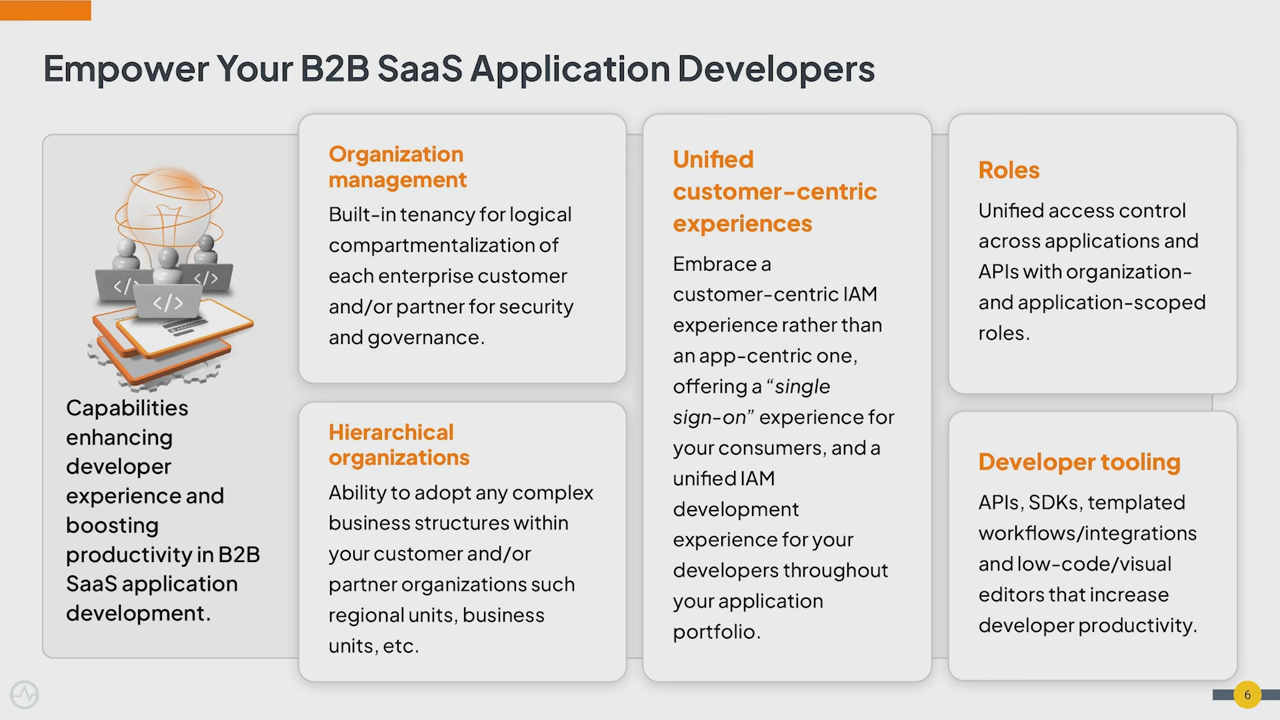 Empower Your B2B SaaS Application Developers
</>
</>
</>
Capabilities
enhancing
developer
experience and
boosting
productivity in B2B
SaaS application
development.
Organization
management
Built-in tenancy for logical
compartmentalization of
each enterprise customer
and/or partner for security
and governance.
Hierarchical
organizations
Ability to adopt any complex
business structures within
your customer and/or
partner organizations such
regional units, business
units, etc.
Unified
customer-centric
experiences
Embrace a
customer-centric IAM
experience rather than
an app-centric one,
offering a “single
sign-on” experience for
your consumers, and a
unified IAM
development
experience for your
developers throughout
your application
portfolio.
Roles
Unified access control
across applications and
APIs with organization-
and application-scoped
roles.
Developer tooling
APIs, SDKs, templated
workflows/integrations
and low-code/visual
editors that increase
developer productivity.
6